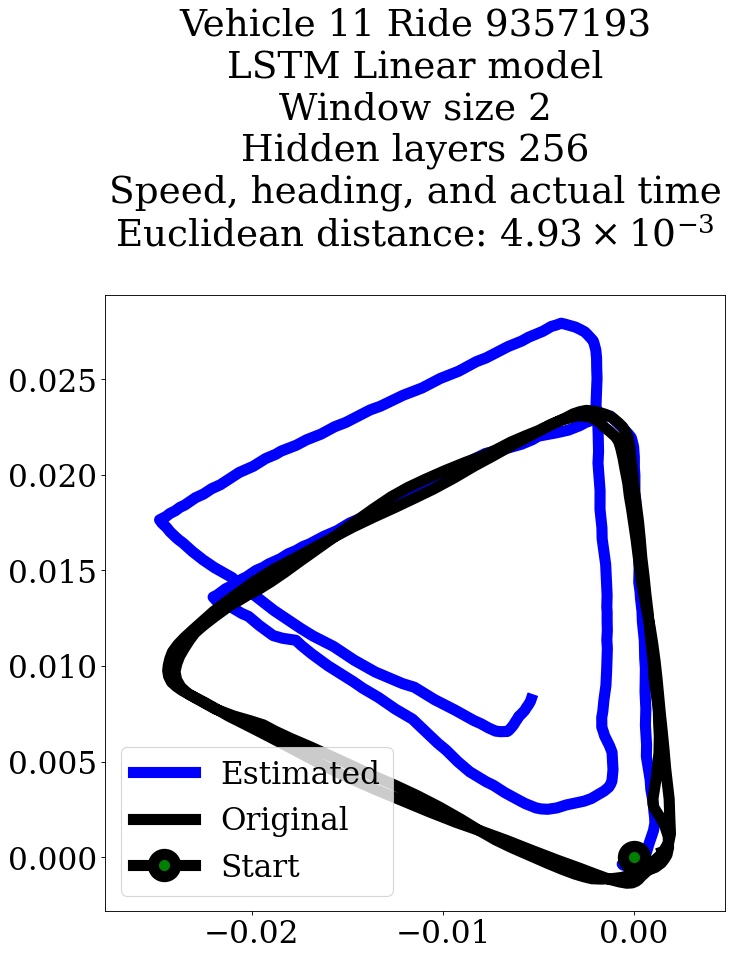 Vehicle 11 Ride 9357193
LSTM Linear model
Window size 2
Hidden layers 256
Speed, heading, and actual time
Euclidean distance: 4.93 × 10⁻³
0.025
0.020
0.015
0.010
0.005
0.000
Estimated
Original
Start
−0.02 −0.01 0.00